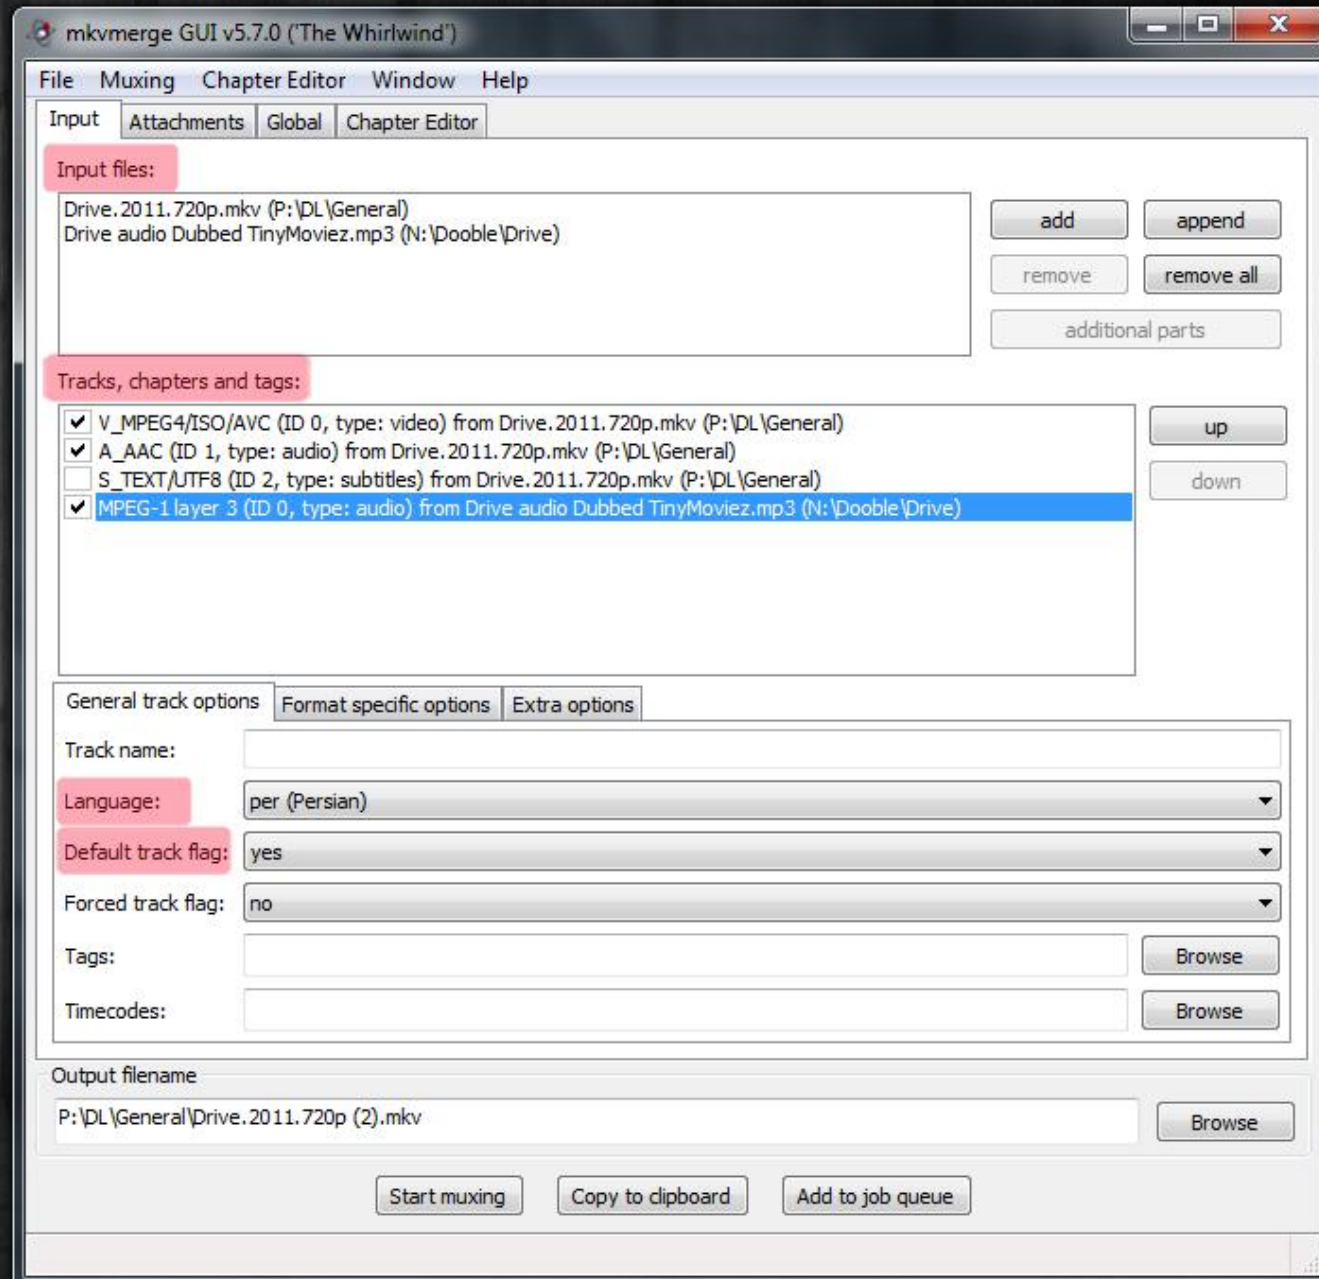 mkvmerge GUI v5.7.0 ('The Whirlwind')
File Muxing Chapter Editor Window Help
Input Attachments Global Chapter Editor
Input files:
Drive.2011.720p.mkv (P:\DL\General)
Drive audio Dubbed TinyMoviez.mp3 (N:\Dooble\Drive)
add append
remove remove all
additional parts
Tracks, chapters and tags:
V_MPEG4/ISO/AVC (ID 0, type: video) from Drive.2011.720p.mkv (P:\DL\General)
A_AAC (ID 1, type: audio) from Drive.2011.720p.mkv (P:\DL\General)
S_TEXT/UTF8 (ID 2, type: subtitles) from Drive.2011.720p.mkv (P:\DL\General)
MPEG-1 layer 3 (ID 0, type: audio) from Drive audio Dubbed TinyMoviez.mp3 (N:\Dooble\Drive)
up
down
General track options Format specific options Extra options
Track name:
Language: per (Persian)
Default track flag: yes
Forced track flag: no
Tags: Browse
Timecodes: Browse
Output filename
P:\DL\General\Drive.2011.720p (2).mkv Browse
Start muxing Copy to clipboard Add to job queue